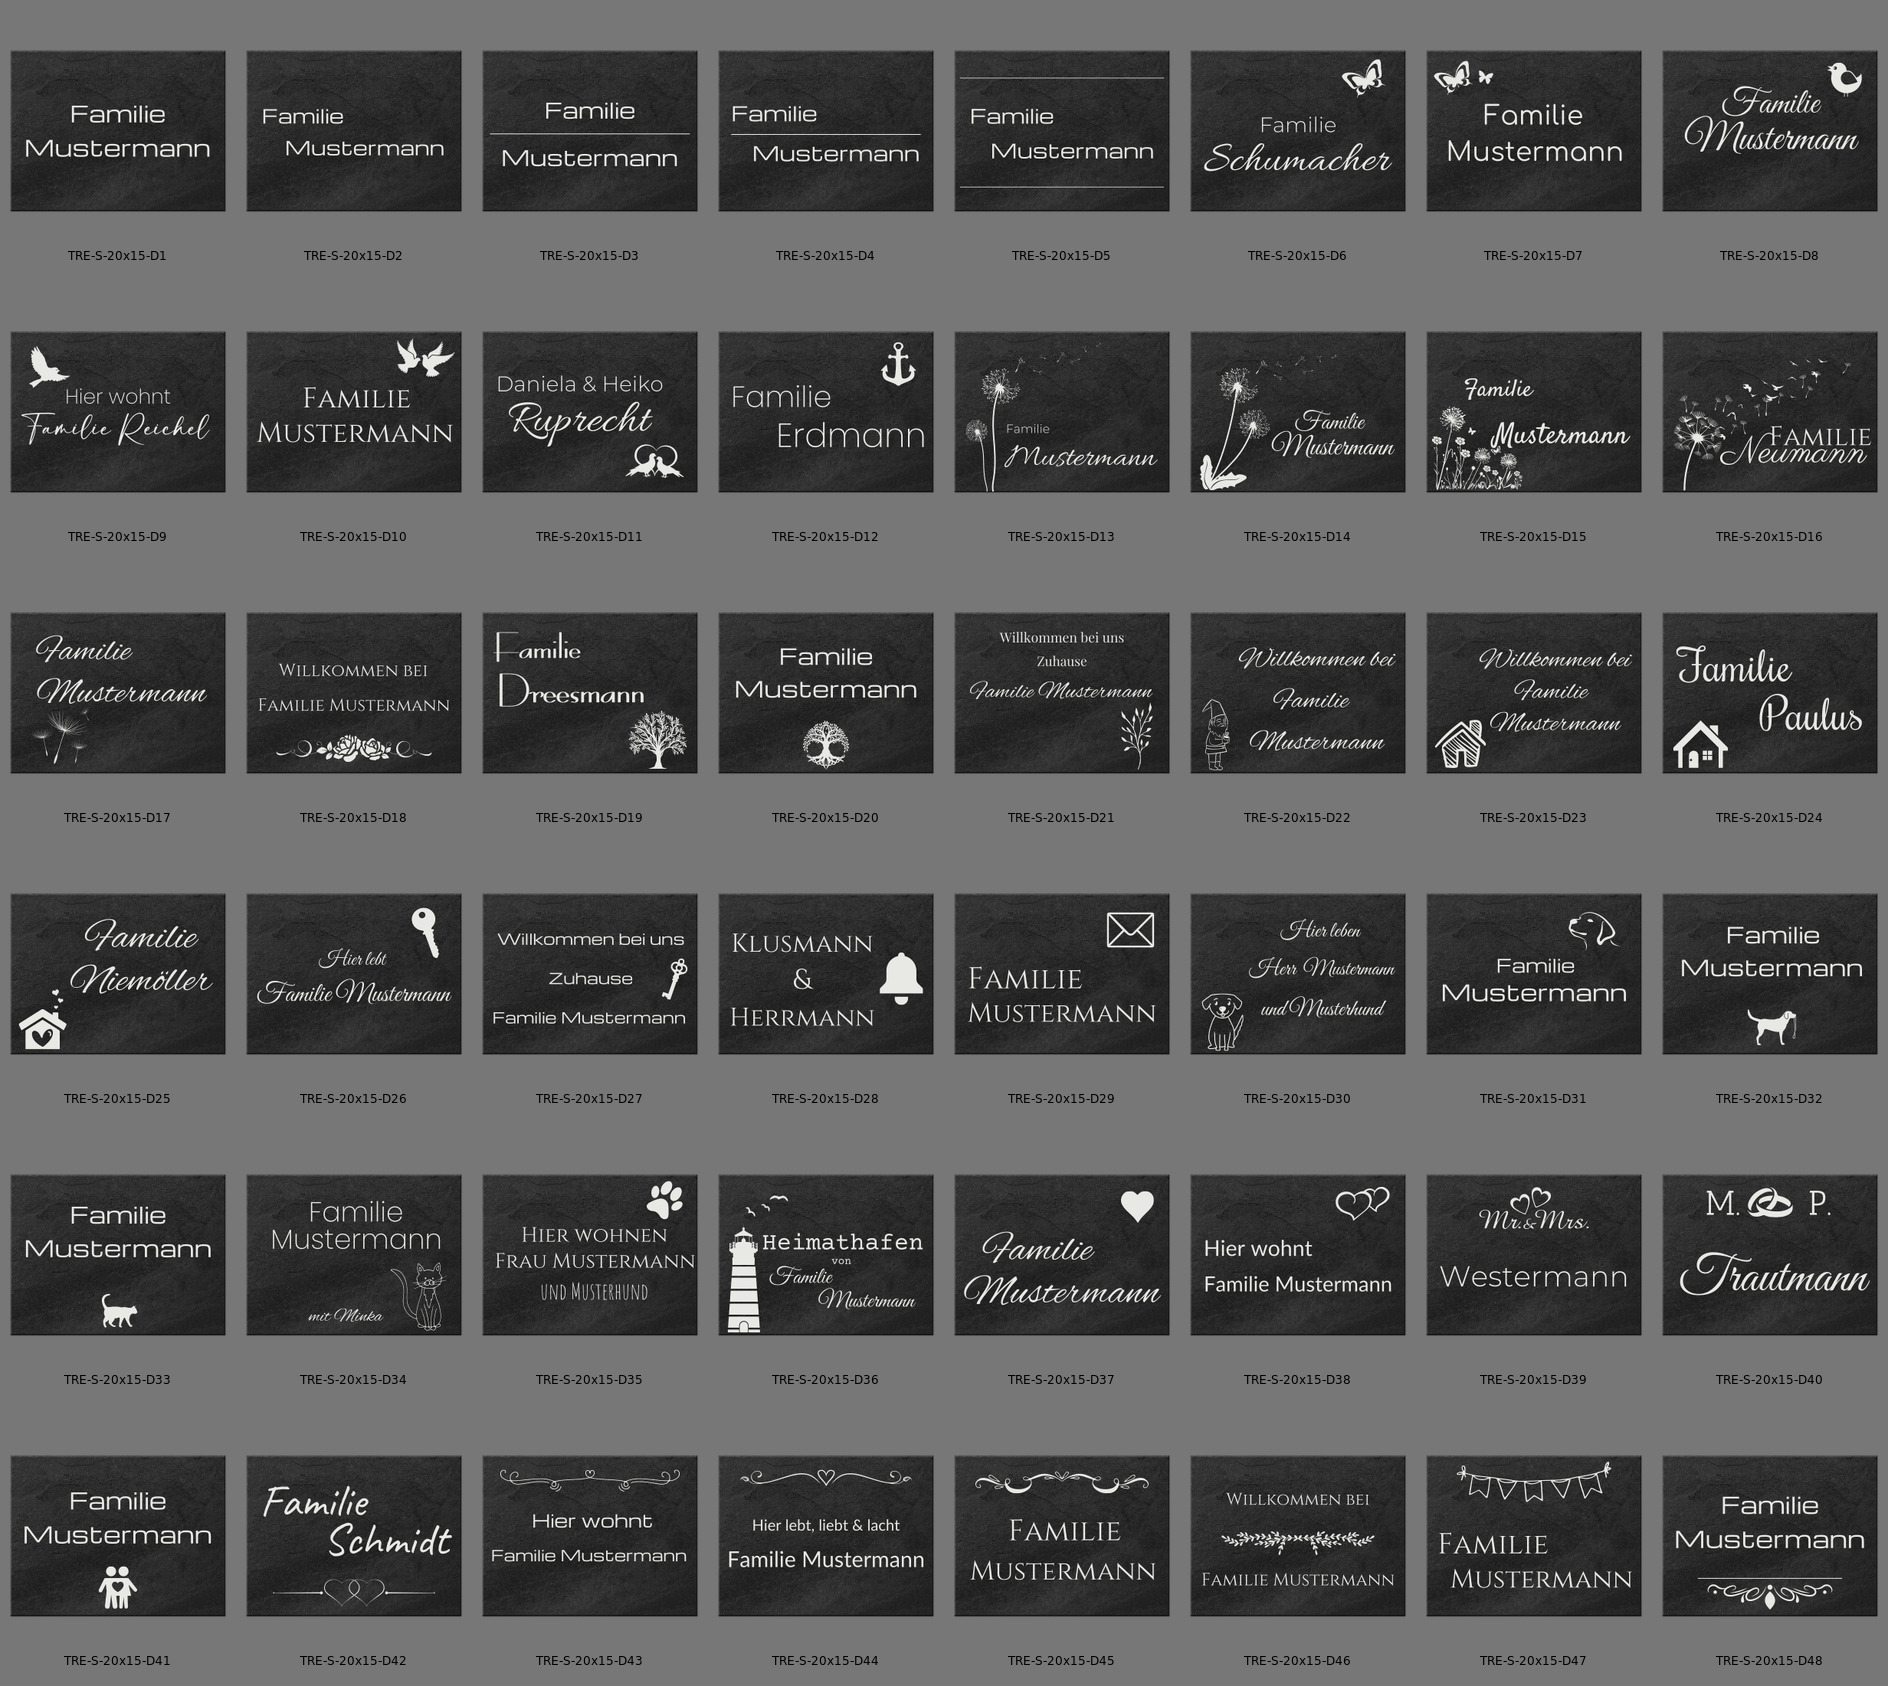 Familie
Mustermann
TRE-S-20x15-D1
Familie
Mustermann
TRE-S-20x15-D2
Familie
Mustermann
TRE-S-20x15-D3
Familie
Mustermann
TRE-S-20x15-D4
Familie
Mustermann
TRE-S-20x15-D5
Familie
Schumacher
TRE-S-20x15-D6
Familie
Mustermann
TRE-S-20x15-D7
Familie
Mustermann
TRE-S-20x15-D8
Hier wohnt
Familie Reichel
TRE-S-20x15-D9
FAMILIE
MUSTERMANN
TRE-S-20x15-D10
Daniela & Heiko
Ruprecht
TRE-S-20x15-D11
Familie
Erdmann
TRE-S-20x15-D12
Familie
Mustermann
TRE-S-20x15-D13
Familie
Mustermann
TRE-S-20x15-D14
Familie
Mustermann
TRE-S-20x15-D15
FAMILIE
Neumann
TRE-S-20x15-D16
Familie
Mustermann
TRE-S-20x15-D17
WILLKOMMEN BEI
FAMILIE MUSTERMANN
TRE-S-20x15-D18
Familie
Dreesmann
TRE-S-20x15-D19
Familie
Mustermann
TRE-S-20x15-D20
Willkommen bei uns
Zuhause
Familie Mustermann
TRE-S-20x15-D21
Willkommen bei
Familie
Mustermann
TRE-S-20x15-D22
Willkommen bei
Familie
Mustermann
TRE-S-20x15-D23
Familie
Paulus
TRE-S-20x15-D24
Familie
Niemöller
TRE-S-20x15-D25
Hier lebt
Familie Mustermann
TRE-S-20x15-D26
Willkommen bei uns
Zuhause
Familie Mustermann
TRE-S-20x15-D27
KLUSMANN
&
HERRMANN
TRE-S-20x15-D28
FAMILIE
MUSTERMANN
TRE-S-20x15-D29
Hier leben
Herr Mustermann
und Musterhund
TRE-S-20x15-D30
Familie
Mustermann
TRE-S-20x15-D31
Familie
Mustermann
TRE-S-20x15-D32
Familie
Mustermann
TRE-S-20x15-D33
Familie
Mustermann
mit Minka
TRE-S-20x15-D34
HIER WOHNEN
FRAU MUSTERMANN
UND MUSTERHUND
TRE-S-20x15-D35
Heimathafen
von
Familie
Mustermann
TRE-S-20x15-D36
Familie
Mustermann
TRE-S-20x15-D37
Hier wohnt
Familie Mustermann
TRE-S-20x15-D38
Mr.&Mrs.
Westermann
TRE-S-20x15-D39
M. P.
Trautmann
TRE-S-20x15-D40
Familie
Mustermann
TRE-S-20x15-D41
Familie
Schmidt
TRE-S-20x15-D42
Hier wohnt
Familie Mustermann
TRE-S-20x15-D43
Hier lebt, liebt & lacht
Familie Mustermann
TRE-S-20x15-D44
FAMILIE
MUSTERMANN
TRE-S-20x15-D45
WILLKOMMEN BEI
FAMILIE MUSTERMANN
TRE-S-20x15-D46
FAMILIE
MUSTERMANN
TRE-S-20x15-D47
Familie
Mustermann
TRE-S-20x15-D48